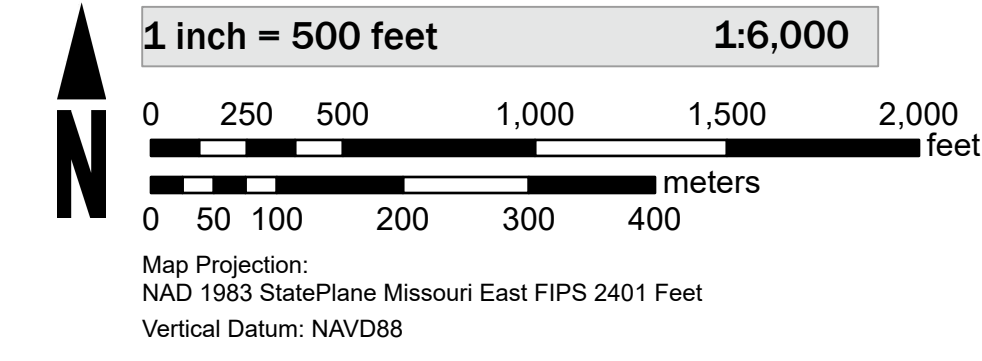 1 inch = 500 feet 1:6,000
0 250 500 1,000 1,500 2,000
feet
meters
0 50 100 200 300 400
N
Map Projection:
NAD 1983 StatePlane Missouri East FIPS 2401 Feet
Vertical Datum: NAVD88